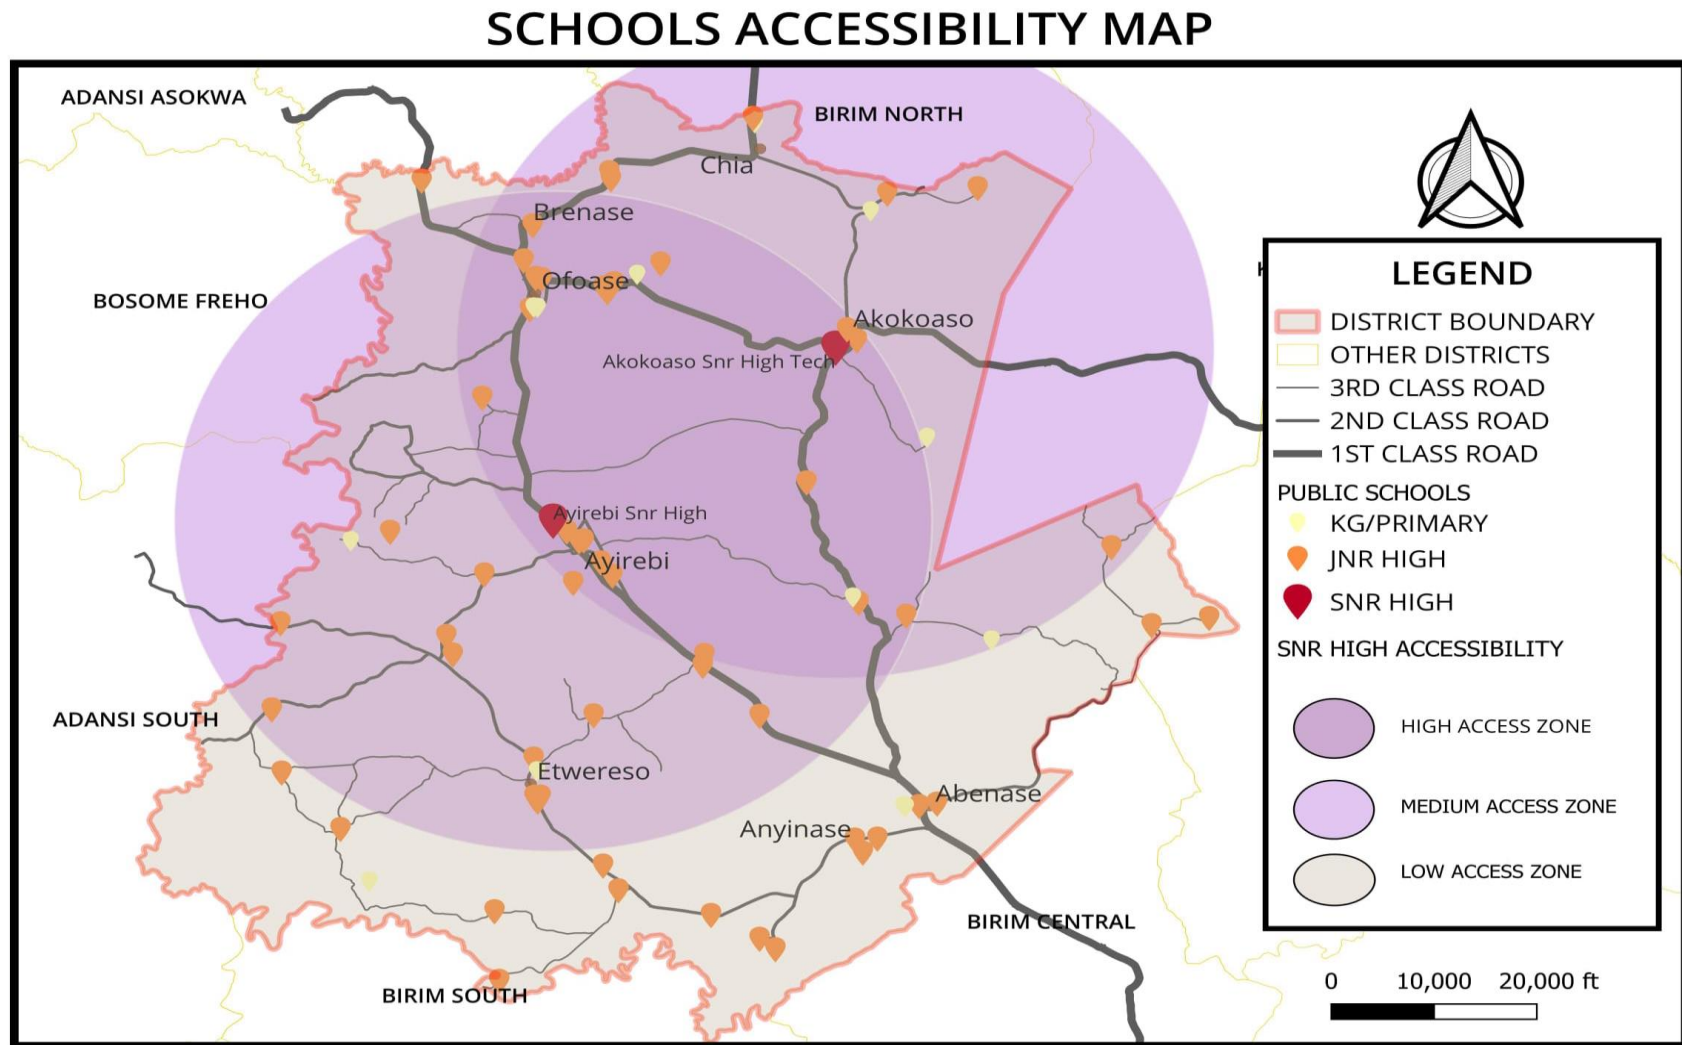 SCHOOLS ACCESSIBILITY MAP
ADANSI ASOKWA
BIRIM NORTH
Chia
Brenase
Ofoase
BOSOME FREHO
Akokoaso
Akokoaso Snr High Tech
Ayirebi Snr High
Ayirebi
ADANSI SOUTH
Etwereso
Abenase
Anyinase
BIRIM CENTRAL
BIRIM SOUTH
LEGEND
DISTRICT BOUNDARY
OTHER DISTRICTS
3RD CLASS ROAD
2ND CLASS ROAD
1ST CLASS ROAD
PUBLIC SCHOOLS
KG/PRIMARY
JNR HIGH
SNR HIGH
SNR HIGH ACCESSIBILITY
HIGH ACCESS ZONE
MEDIUM ACCESS ZONE
LOW ACCESS ZONE
0 10,000 20,000 ft